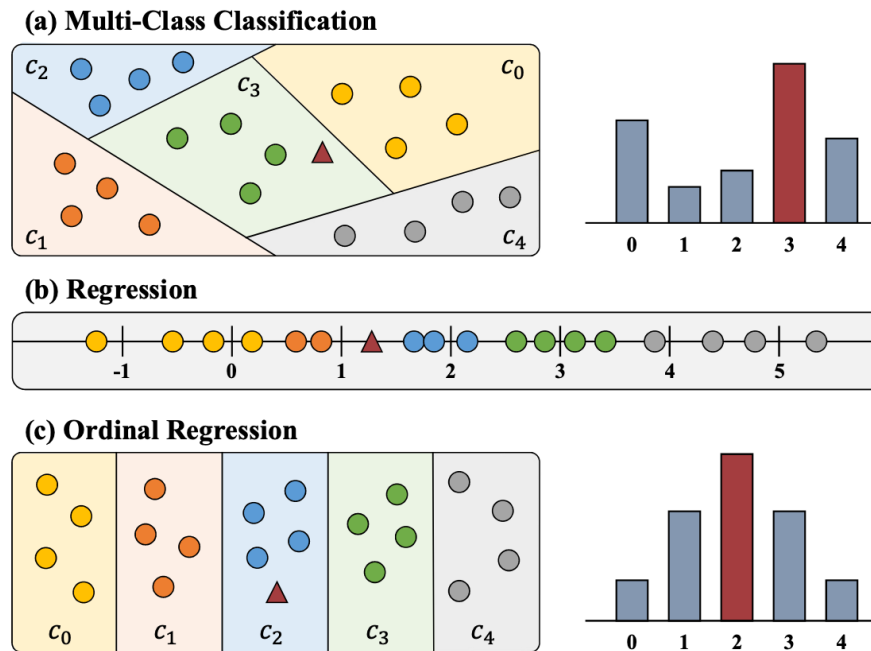 (a) Multi-Class Classification
c₂ c₃ c₀
c₁ c₄
0 1 2 3 4
(b) Regression
-1 0 1 2 3 4 5
(c) Ordinal Regression
c₀ c₁ c₂ c₃ c₄
0 1 2 3 4